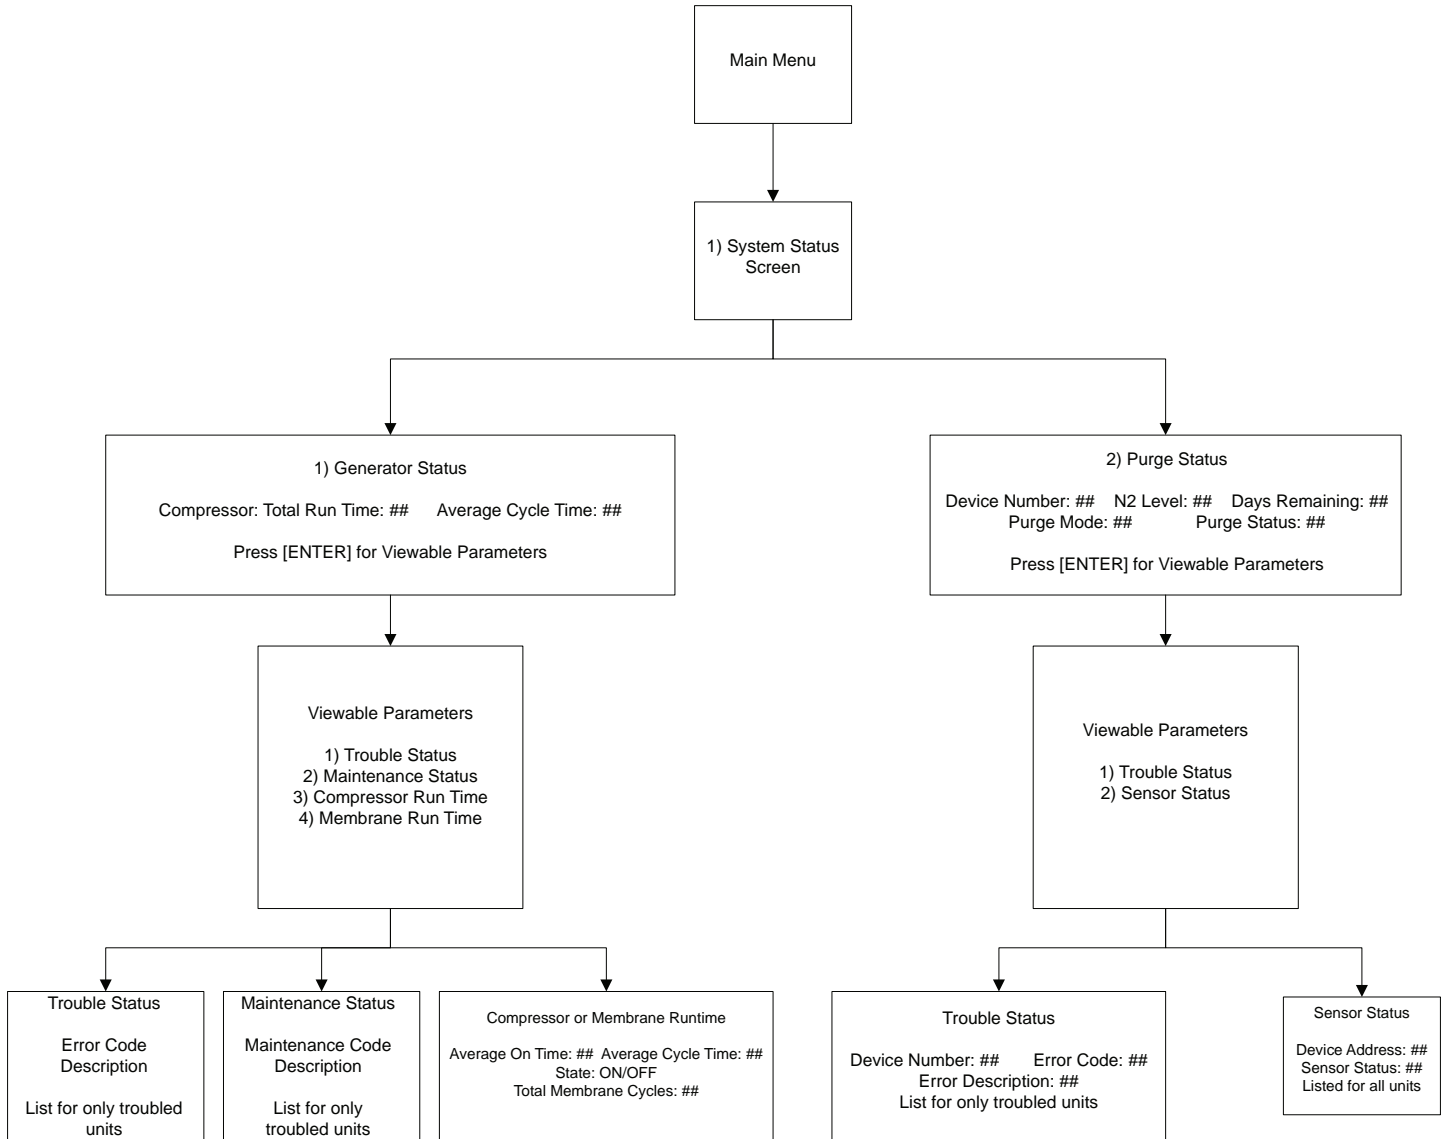 Main Menu
1) System Status
Screen
1) Generator Status
Compressor: Total Run Time: ## Average Cycle Time: ##
Press [ENTER] for Viewable Parameters
2) Purge Status
Device Number: ## N2 Level: ## Days Remaining: ##
Purge Mode: ## Purge Status: ##
Press [ENTER] for Viewable Parameters
Viewable Parameters
1) Trouble Status
2) Maintenance Status
3) Compressor Run Time
4) Membrane Run Time
Viewable Parameters
1) Trouble Status
2) Sensor Status
Trouble Status
Error Code
Description
List for only troubled
units
Maintenance Status
Maintenance Code
Description
List for only
troubled units
Compressor or Membrane Runtime
Average On Time: ## Average Cycle Time: ##
State: ON/OFF
Total Membrane Cycles: ##
Trouble Status
Device Number: ## Error Code: ##
Error Description: ##
List for only troubled units
Sensor Status
Device Address: ##
Sensor Status: ##
Listed for all units